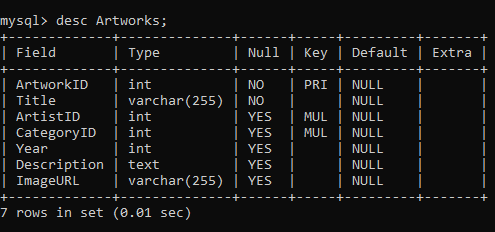 mysql> desc Artworks;
+-------------+--------------+------+-----+---------+-------+
| Field       | Type         | Null | Key | Default | Extra |
+-------------+--------------+------+-----+---------+-------+
| ArtworkID   | int          | NO   | PRI | NULL    |       |
| Title       | varchar(255) | NO   |     | NULL    |       |
| ArtistID    | int          | YES  | MUL | NULL    |       |
| CategoryID  | int          | YES  | MUL | NULL    |       |
| Year        | int          | YES  |     | NULL    |       |
| Description | text         | YES  |     | NULL    |       |
| ImageURL    | varchar(255) | YES  |     | NULL    |       |
+-------------+--------------+------+-----+---------+-------+
7 rows in set (0.01 sec)